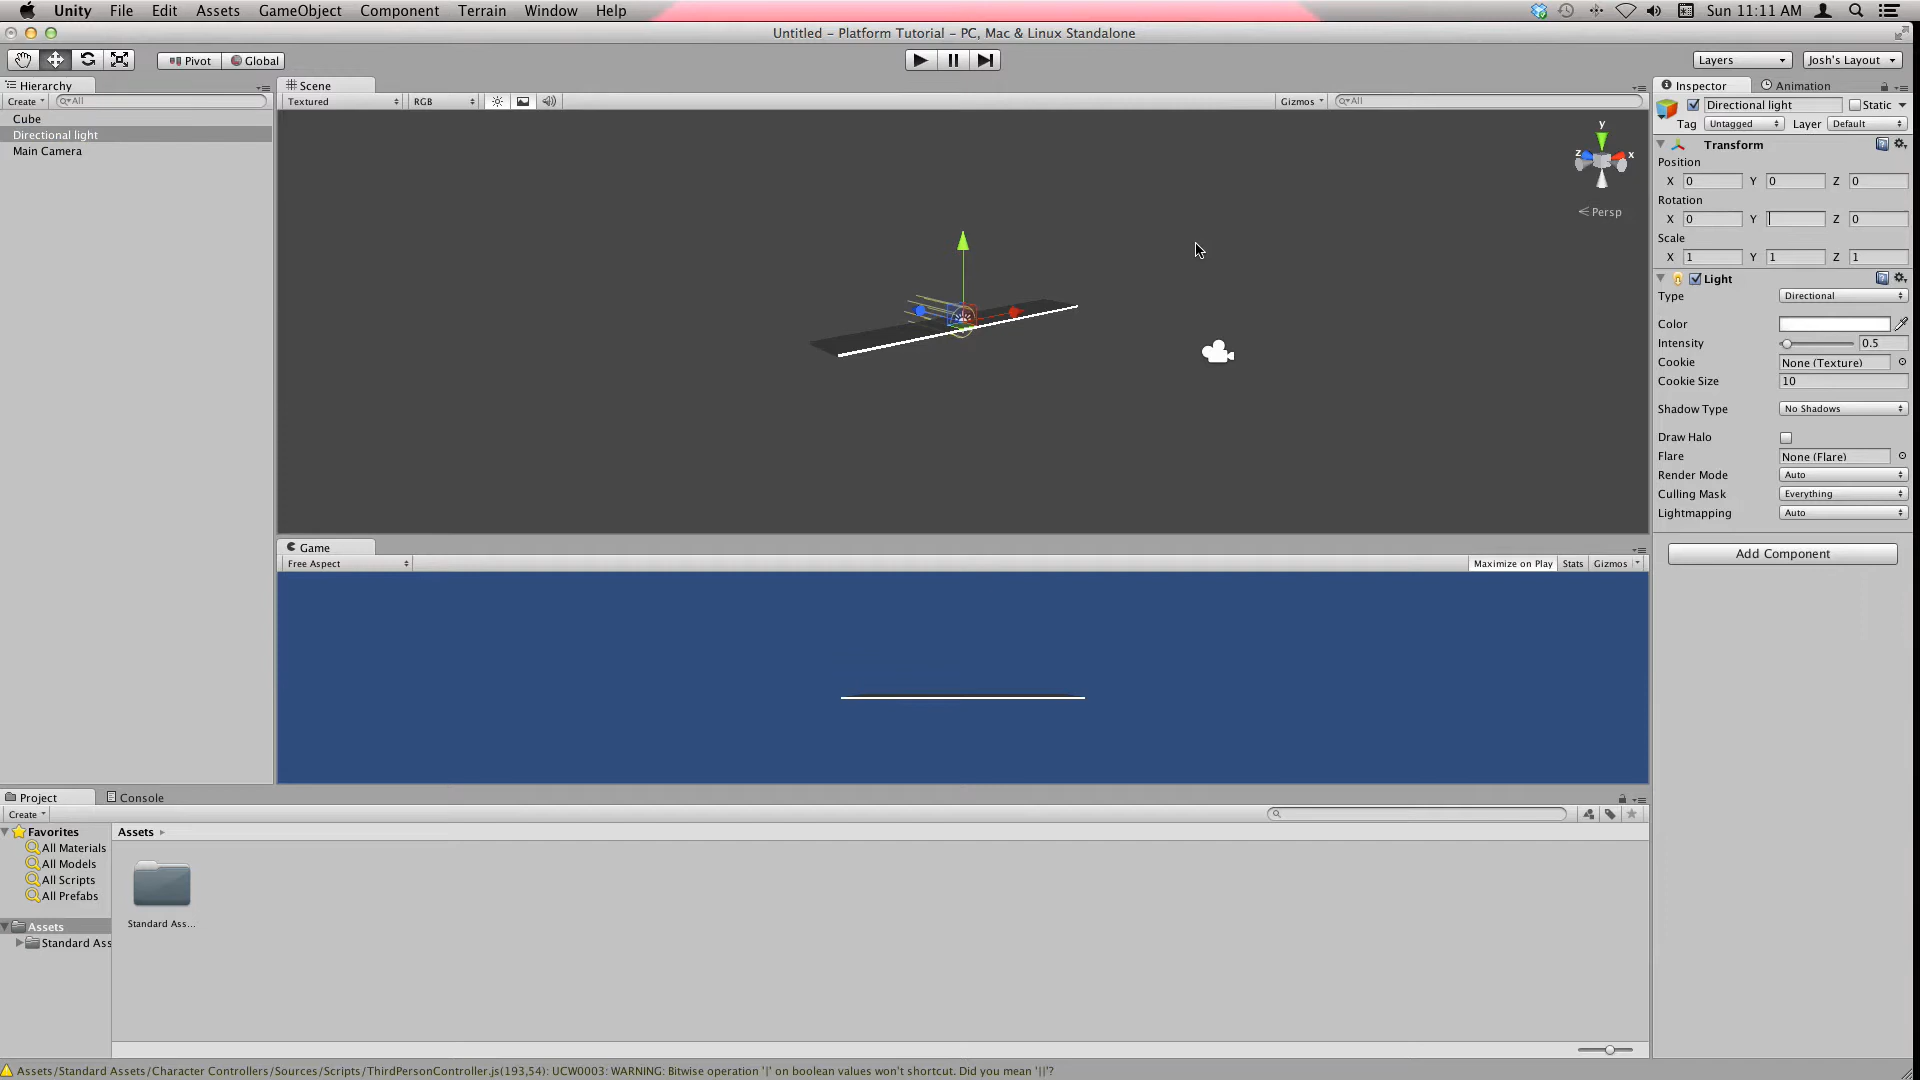 Unity File Edit Assets GameObject Component Terrain Window Help Sun 11:11 AM
Untitled – Platform Tutorial – PC, Mac & Linux Standalone
Pivot Global Layers Josh's Layout
Hierarchy Scene Inspector Animation
Create All Textured RGB Gizmos All Directional light Static
Cube
Directional light
Main Camera
Tag Untagged Layer Default
y
z x
Persp
Transform
Position
X 0 Y 0 Z 0
Rotation
X 0 Y Z 0
Scale
X 1 Y 1 Z 1
Light
Type Directional
Color
Intensity 0.5
Cookie None (Texture)
Cookie Size 10
Shadow Type No Shadows
Draw Halo
Flare None (Flare)
Render Mode Auto
Culling Mask Everything
Lightmapping Auto
Add Component
Game
Free Aspect Maximize on Play Stats Gizmos
Project Console
Create
Favorites
All Materials
All Models
All Scripts
All Prefabs
Assets
Standard Ass
Assets
Standard Ass...
Assets/Standard Assets/Character Controllers/Sources/Scripts/ThirdPersonController.js(193,54): UCW0003: WARNING: Bitwise operation '|' on boolean values won't shortcut. Did you mean '||'?